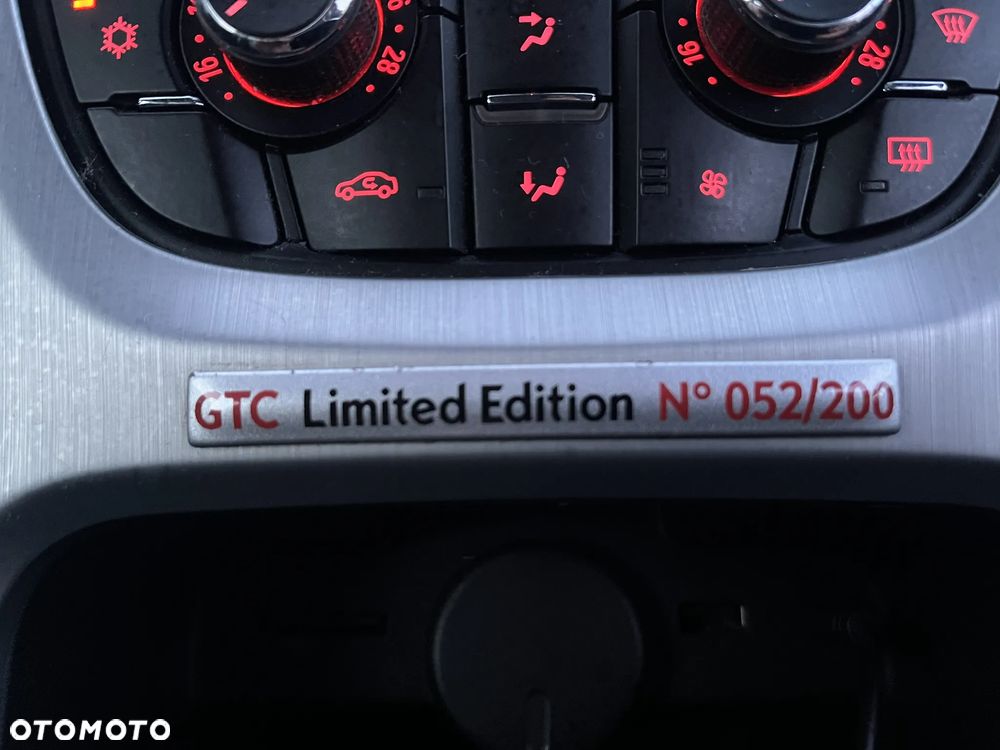 16 28 16 28
GTC Limited Edition N° 052/200
OTOMOTO